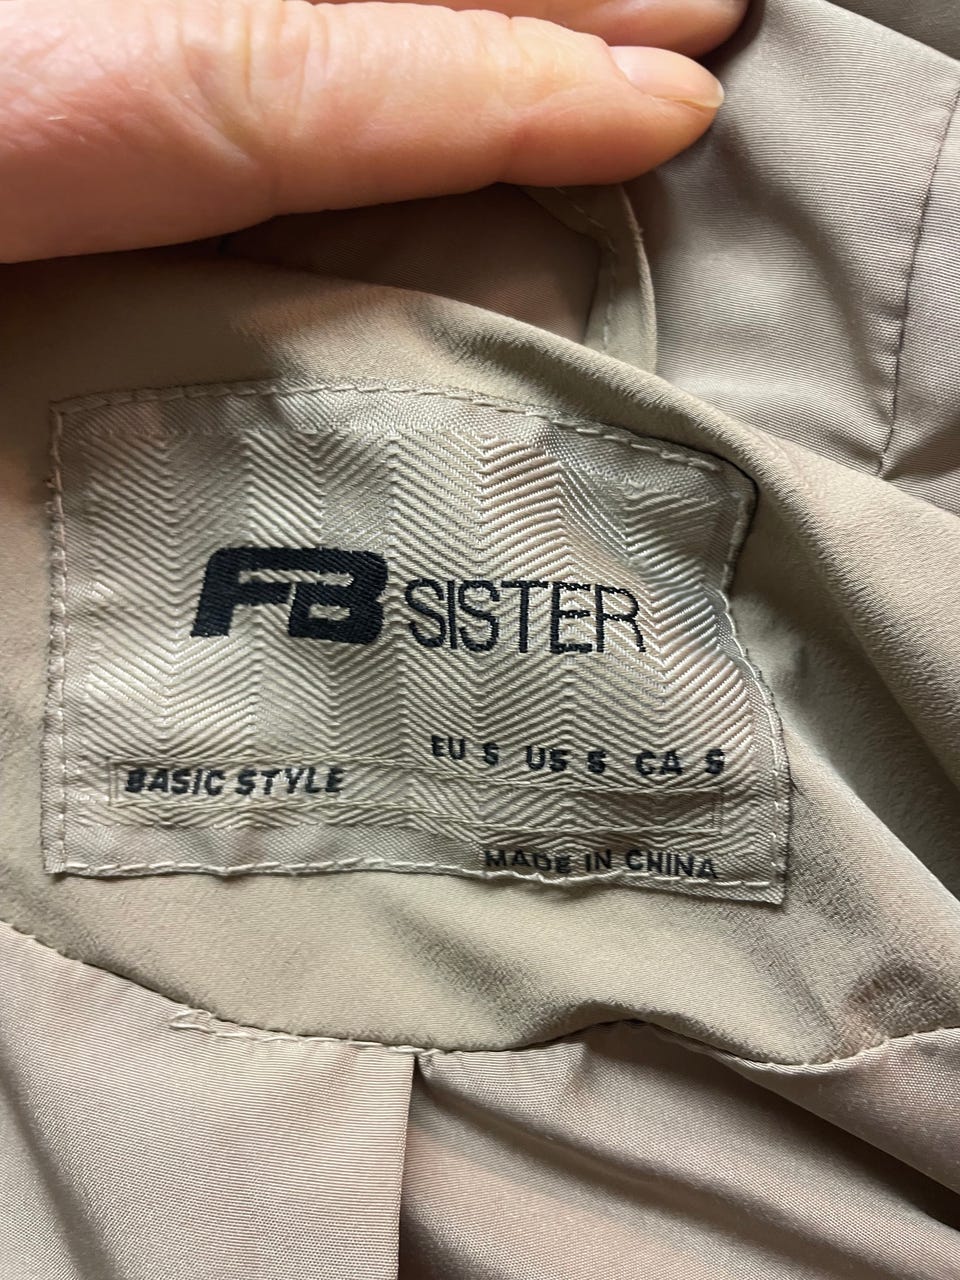 FB SISTER
EU S US S CA S
BASIC STYLE
MADE IN CHINA